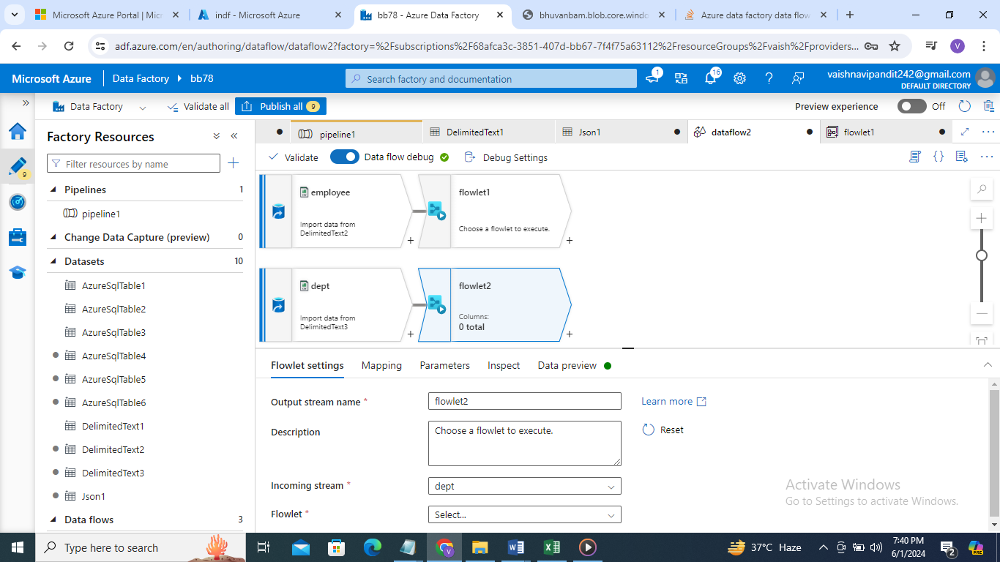 Microsoft Azure Portal | Micr
indf - Microsoft Azure
bb78 - Azure Data Factory
bhuvanbam.blob.core.windo
Azure data factory data flow
adf.azure.com/en/authoring/dataflow/dataflow2?factory=%2Fsubscriptions%2F68afca3c-3851-407d-bb67-7f4f75a63112%2FresourceGroups%2Fvaish%2Fproviders...
V
Microsoft Azure
Data Factory
bb78
Search factory and documentation
1
16
vaishnavipandit242@gmail.com
DEFAULT DIRECTORY
Data Factory
Validate all
Publish all
9
Preview experience
Off
Factory Resources
Filter resources by name
9
Pipelines
1
pipeline1
Change Data Capture (preview)
0
Datasets
10
AzureSqlTable1
AzureSqlTable2
AzureSqlTable3
AzureSqlTable4
AzureSqlTable5
AzureSqlTable6
DelimitedText1
DelimitedText2
DelimitedText3
Json1
Data flows
3
pipeline1
DelimitedText1
Json1
dataflow2
flowlet1
Validate
Data flow debug
Debug Settings
employee
Import data from
DelimitedText2
flowlet1
Choose a flowlet to execute.
dept
Import data from
DelimitedText3
flowlet2
Columns:
0 total
Flowlet settings
Mapping
Parameters
Inspect
Data preview
Output stream name *
flowlet2
Learn more
Description
Choose a flowlet to execute.
Reset
Incoming stream *
dept
Flowlet *
Select...
Activate Windows
Go to Settings to activate Windows.
Type here to search
37°C Haze
7:40 PM
6/1/2024
2
PRE